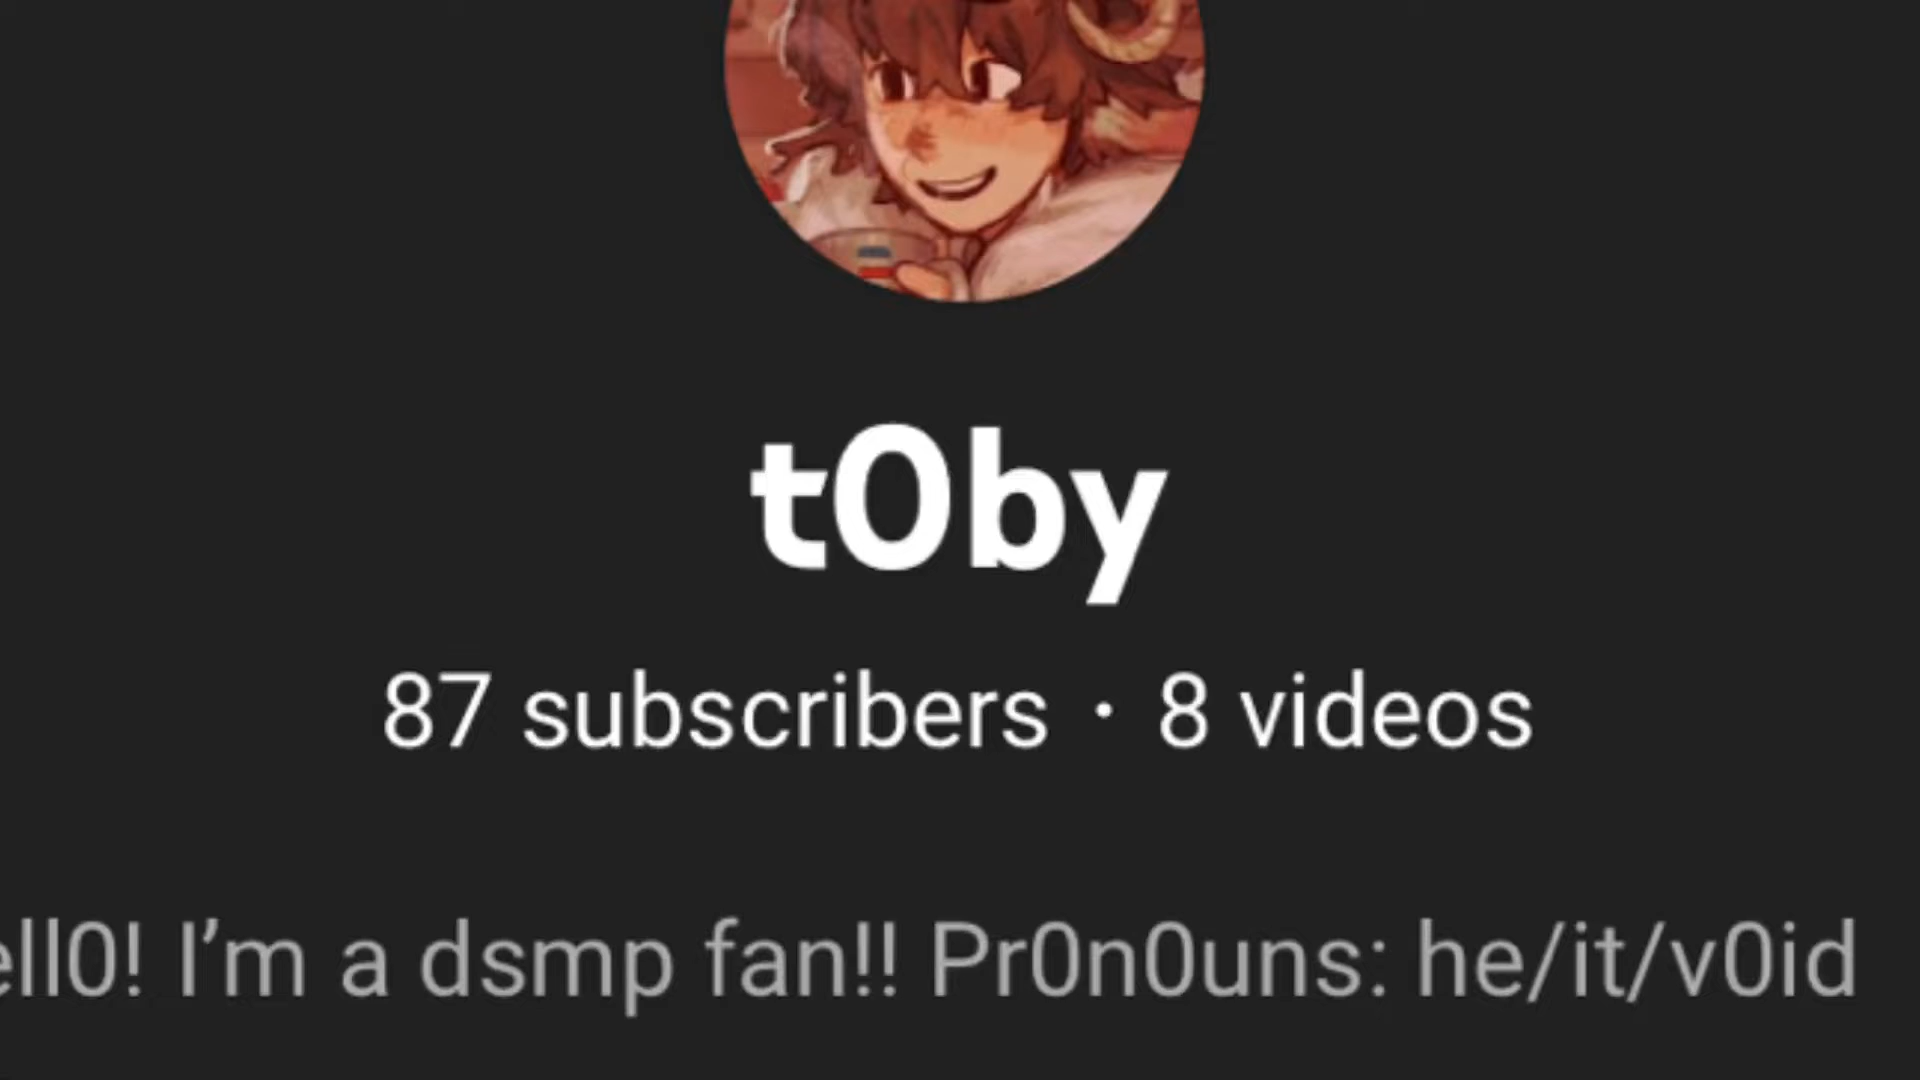 t0by
87 subscribers · 8 videos
ell0! I’m a dsmp fan!! Pr0n0uns: he/it/v0id